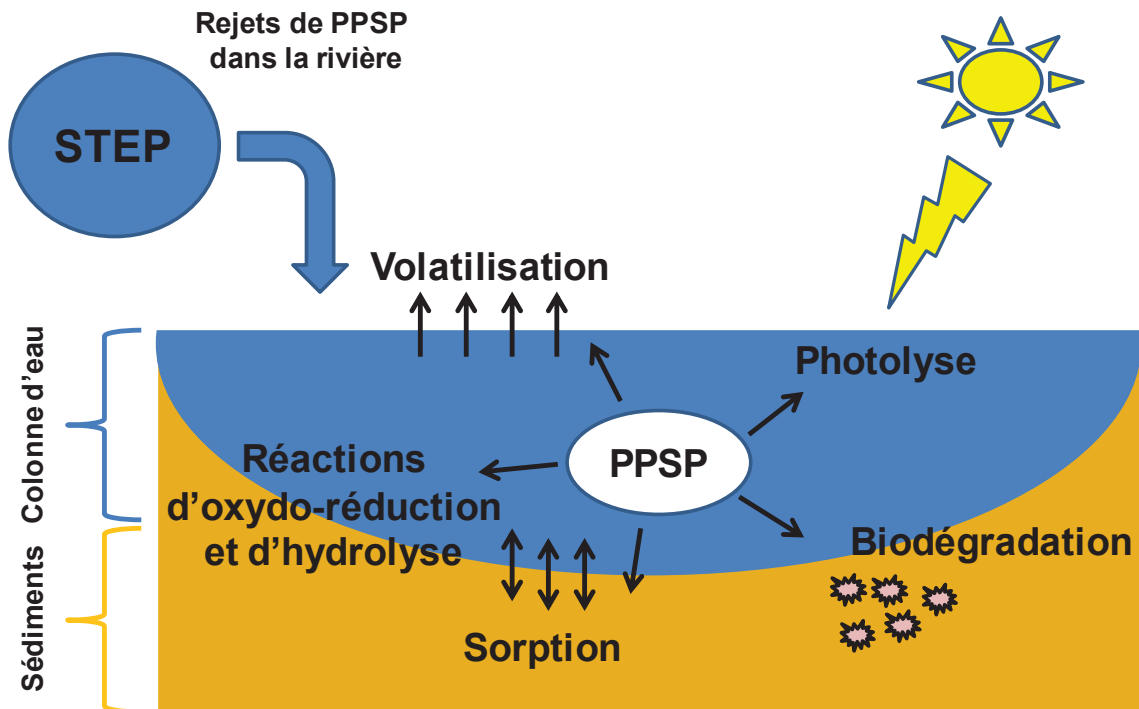 Rejets de PPSP
dans la rivière
STEP
Volatilisation
Photolyse
Colonne d’eau
PPSP
Réactions
d’oxydo-réduction
et d’hydrolyse
Biodégradation
Sédiments
Sorption